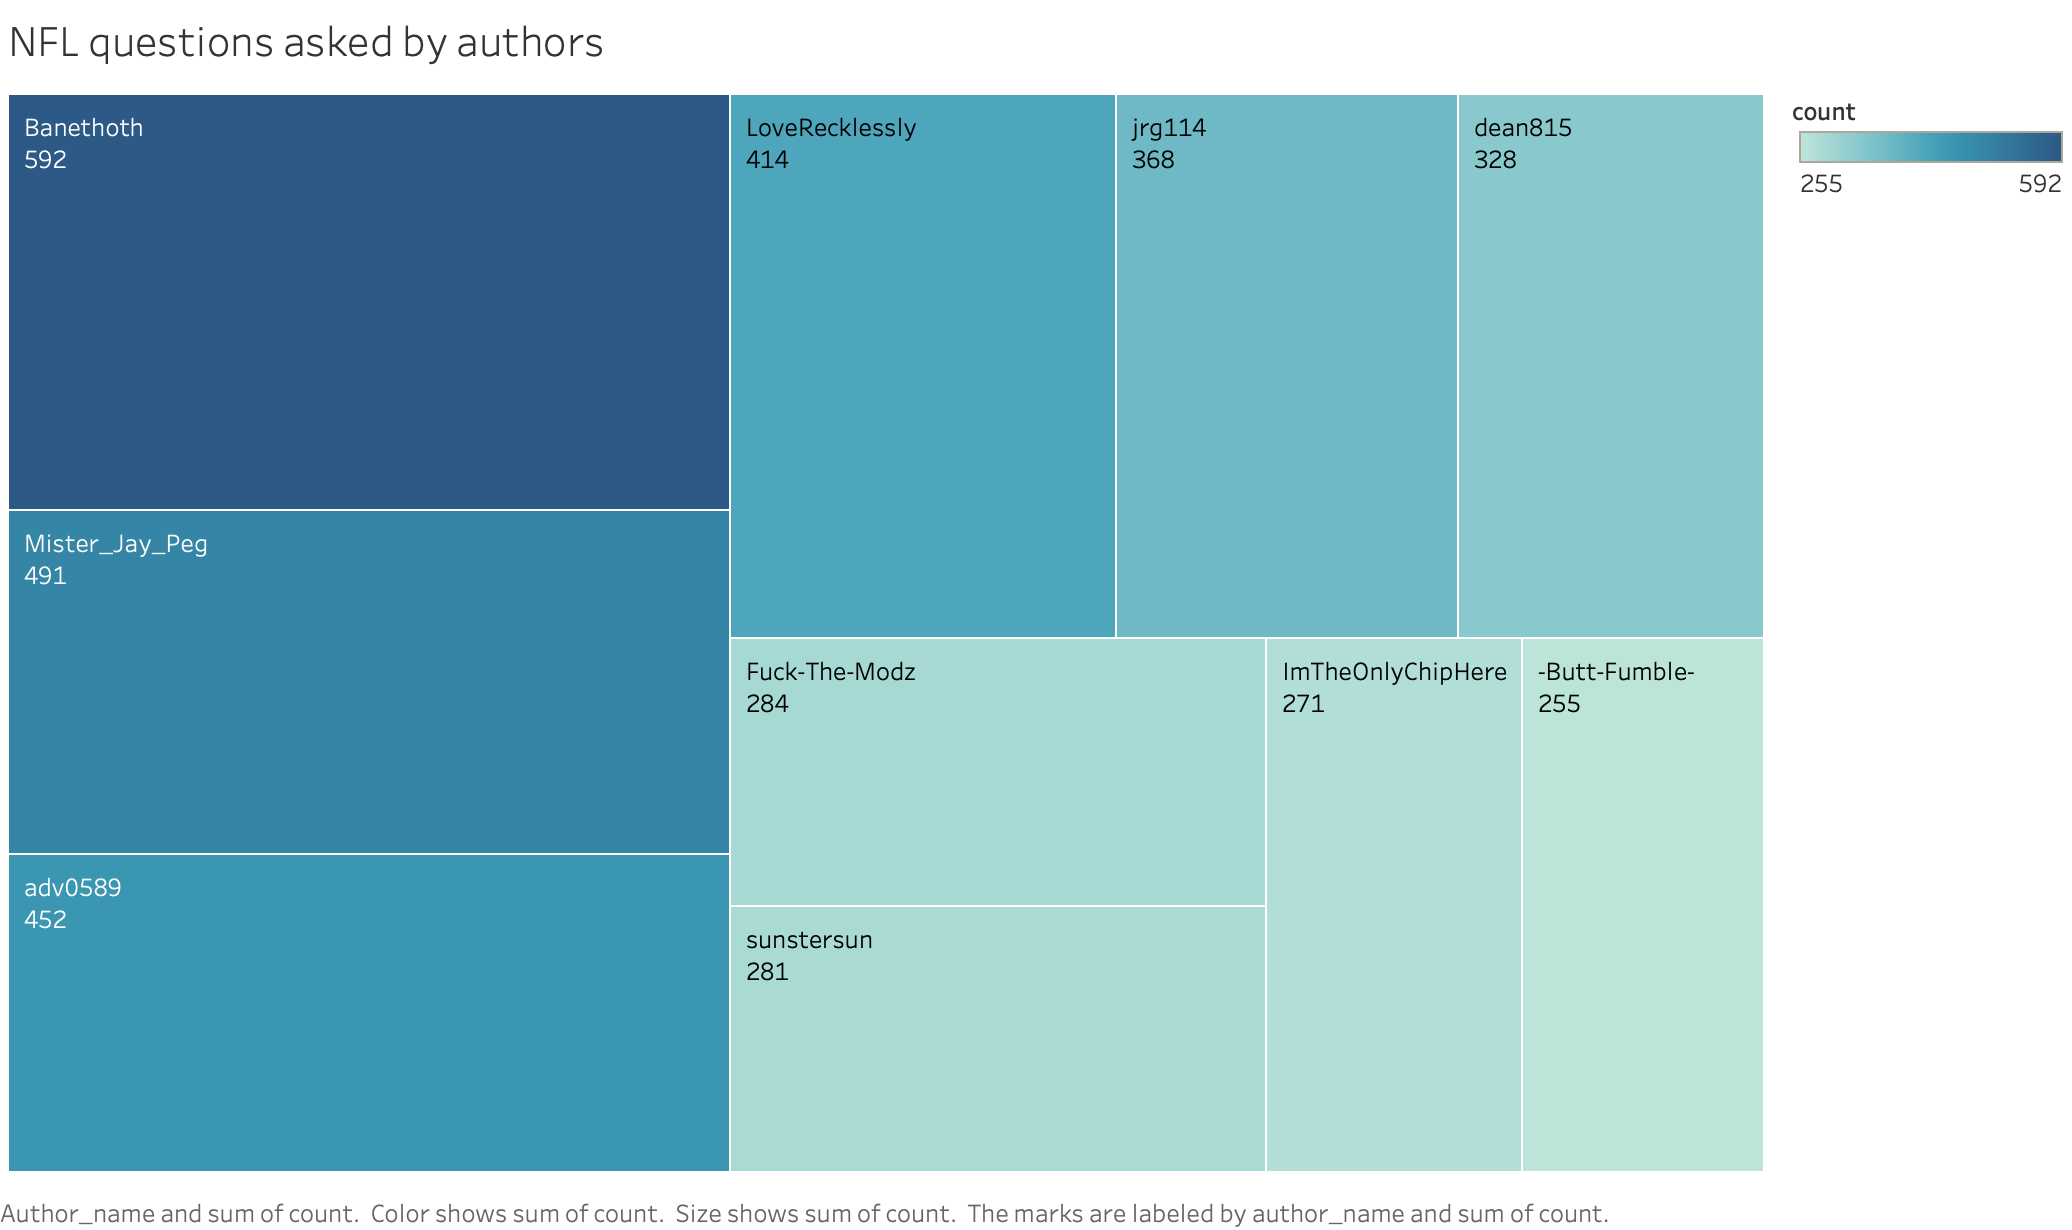 NFL questions asked by authors
Banethoth
592
LoveRecklessly
414
jrg114
368
dean815
328
count
255 592
Mister_Jay_Peg
491
Fuck-The-Modz
284
ImTheOnlyChipHere
271
-Butt-Fumble-
255
adv0589
452
sunstersun
281
Author_name and sum of count.  Color shows sum of count.  Size shows sum of count.  The marks are labeled by author_name and sum of count.